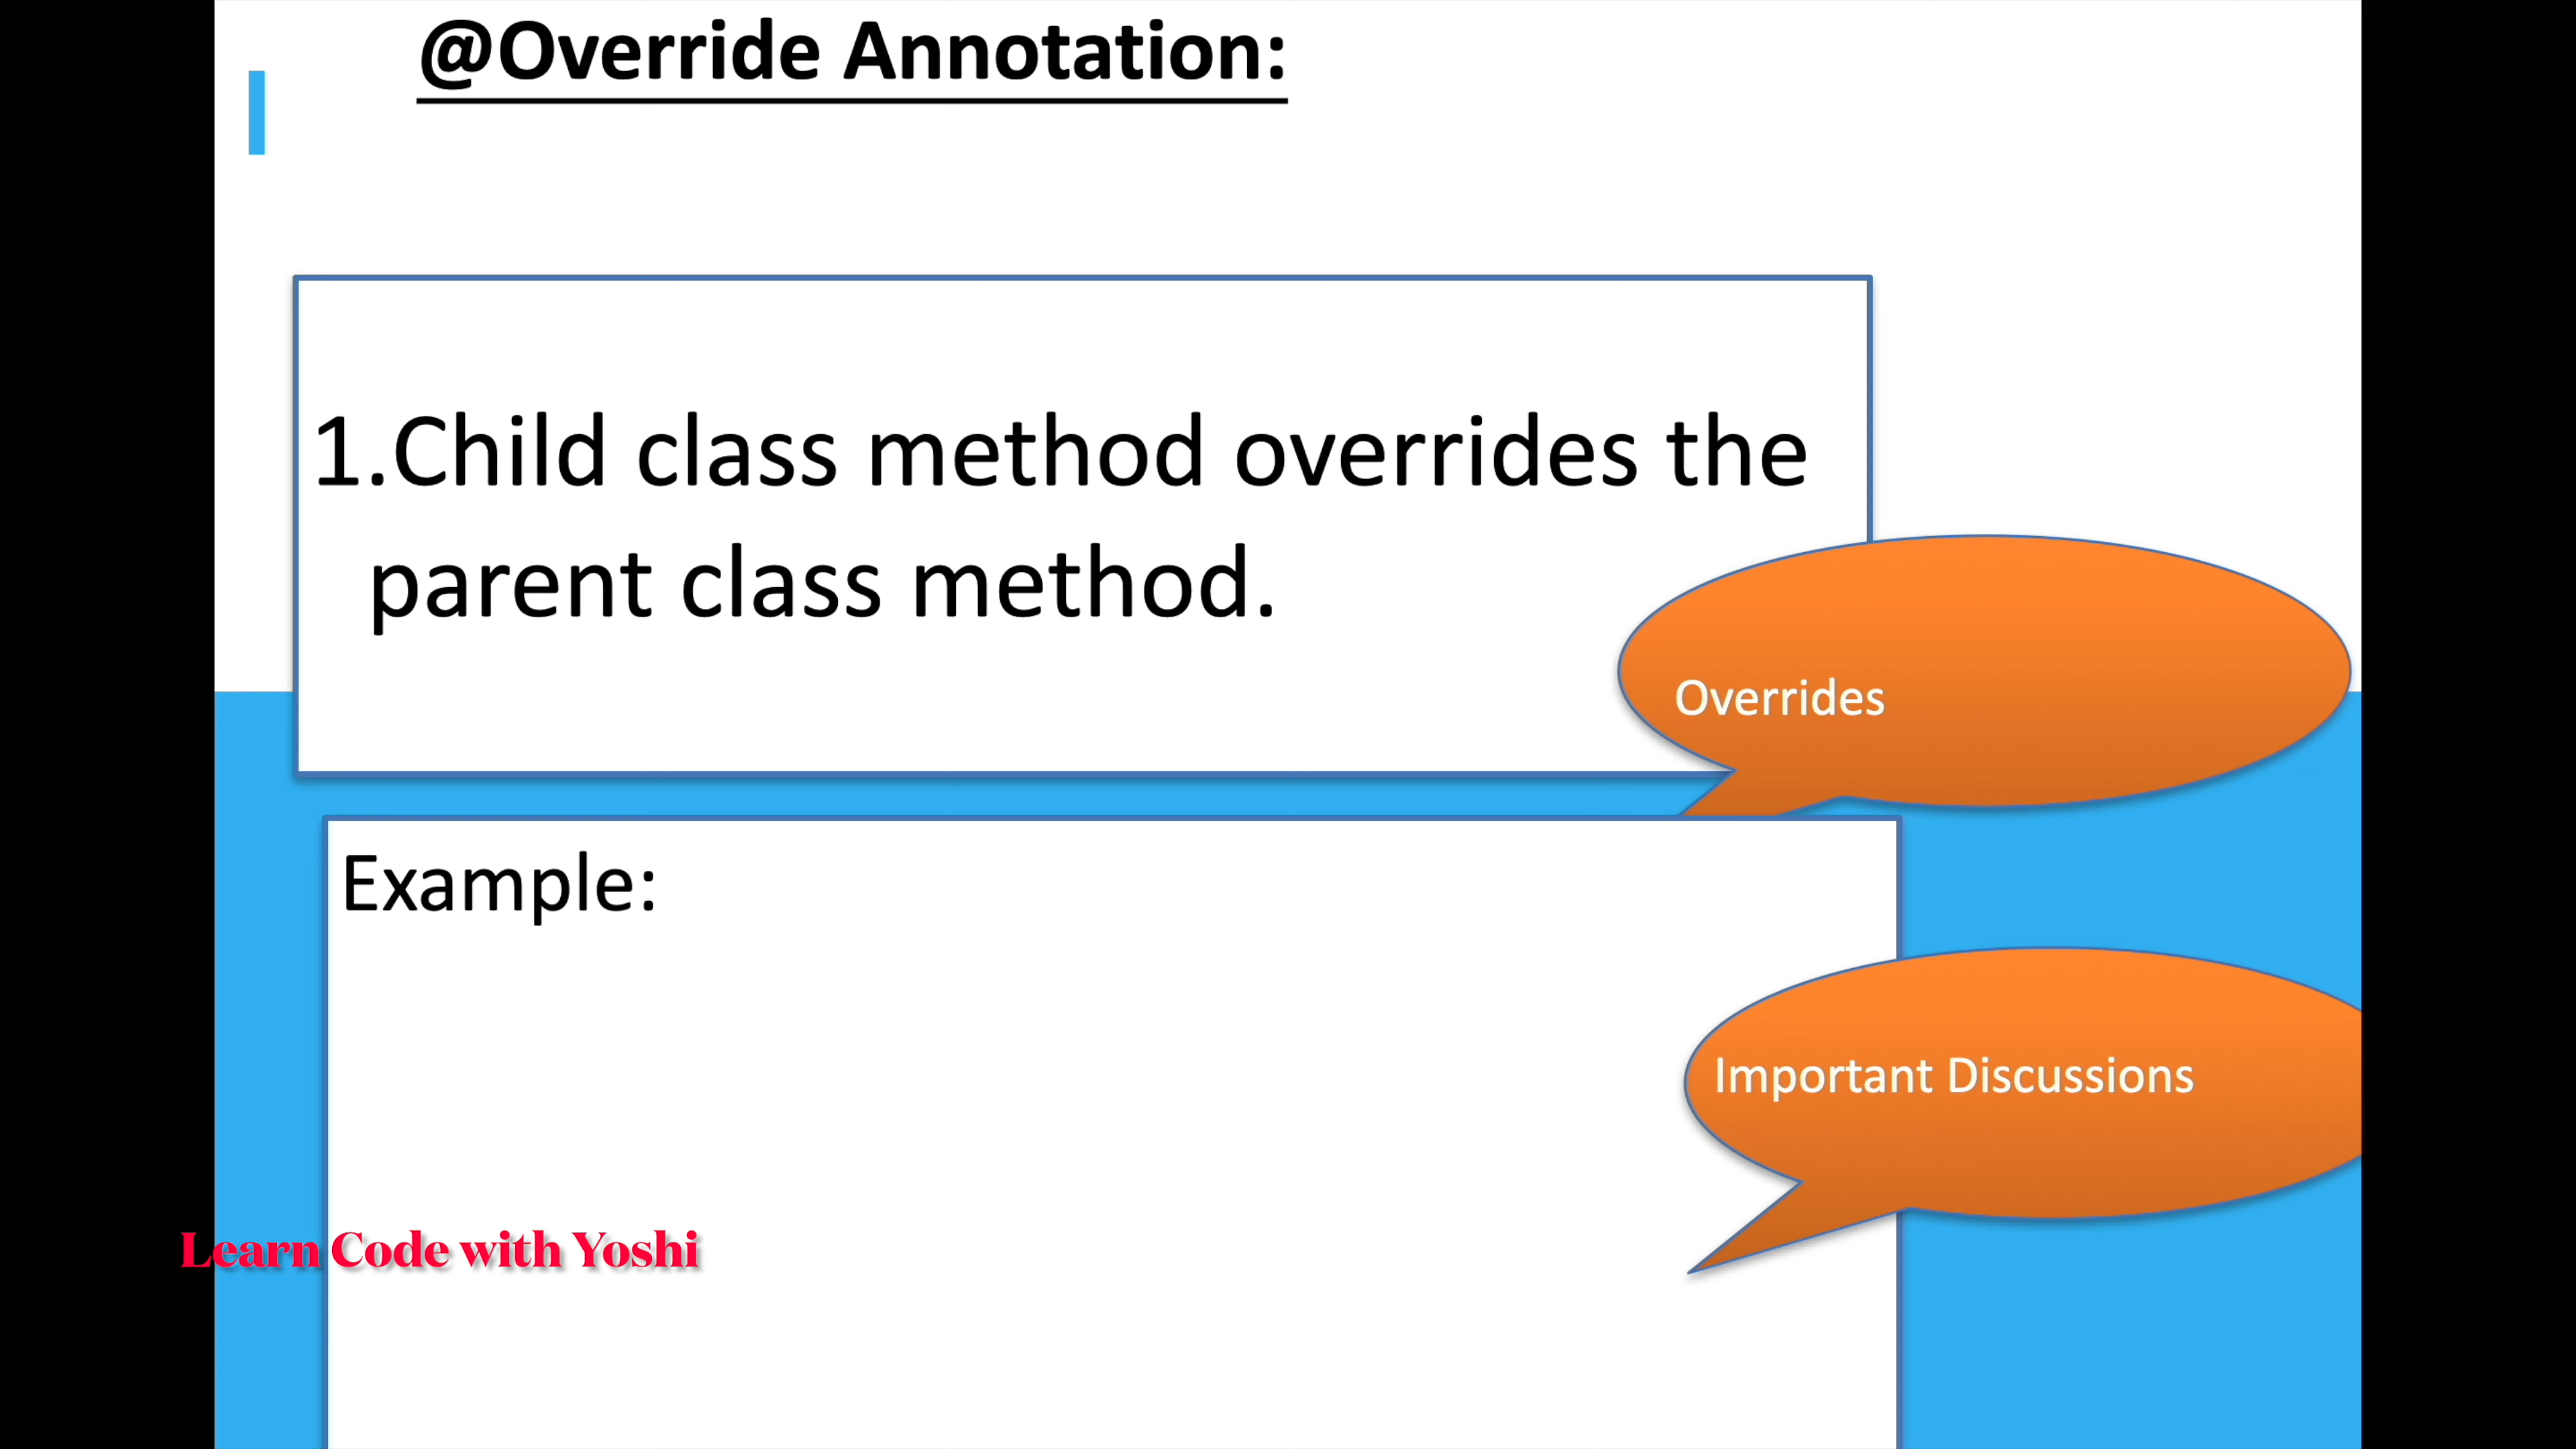 @Override Annotation:
1.Child class method overrides the
parent class method.
Overrides
Example:
Important Discussions
Learn Code with Yoshi